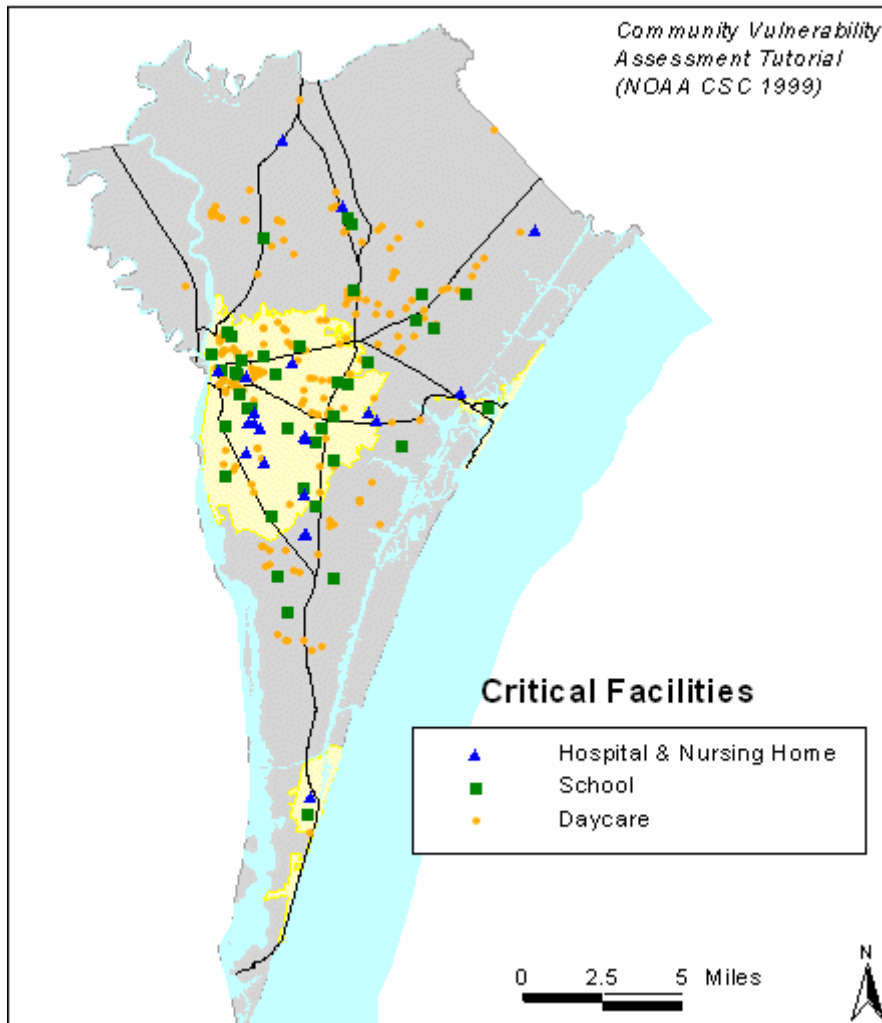 Community Vulnerability
Assessment Tutorial
(NOAA CSC 1999)
Critical Facilities
Hospital & Nursing Home
School
Daycare
0 2.5 5 Miles
N